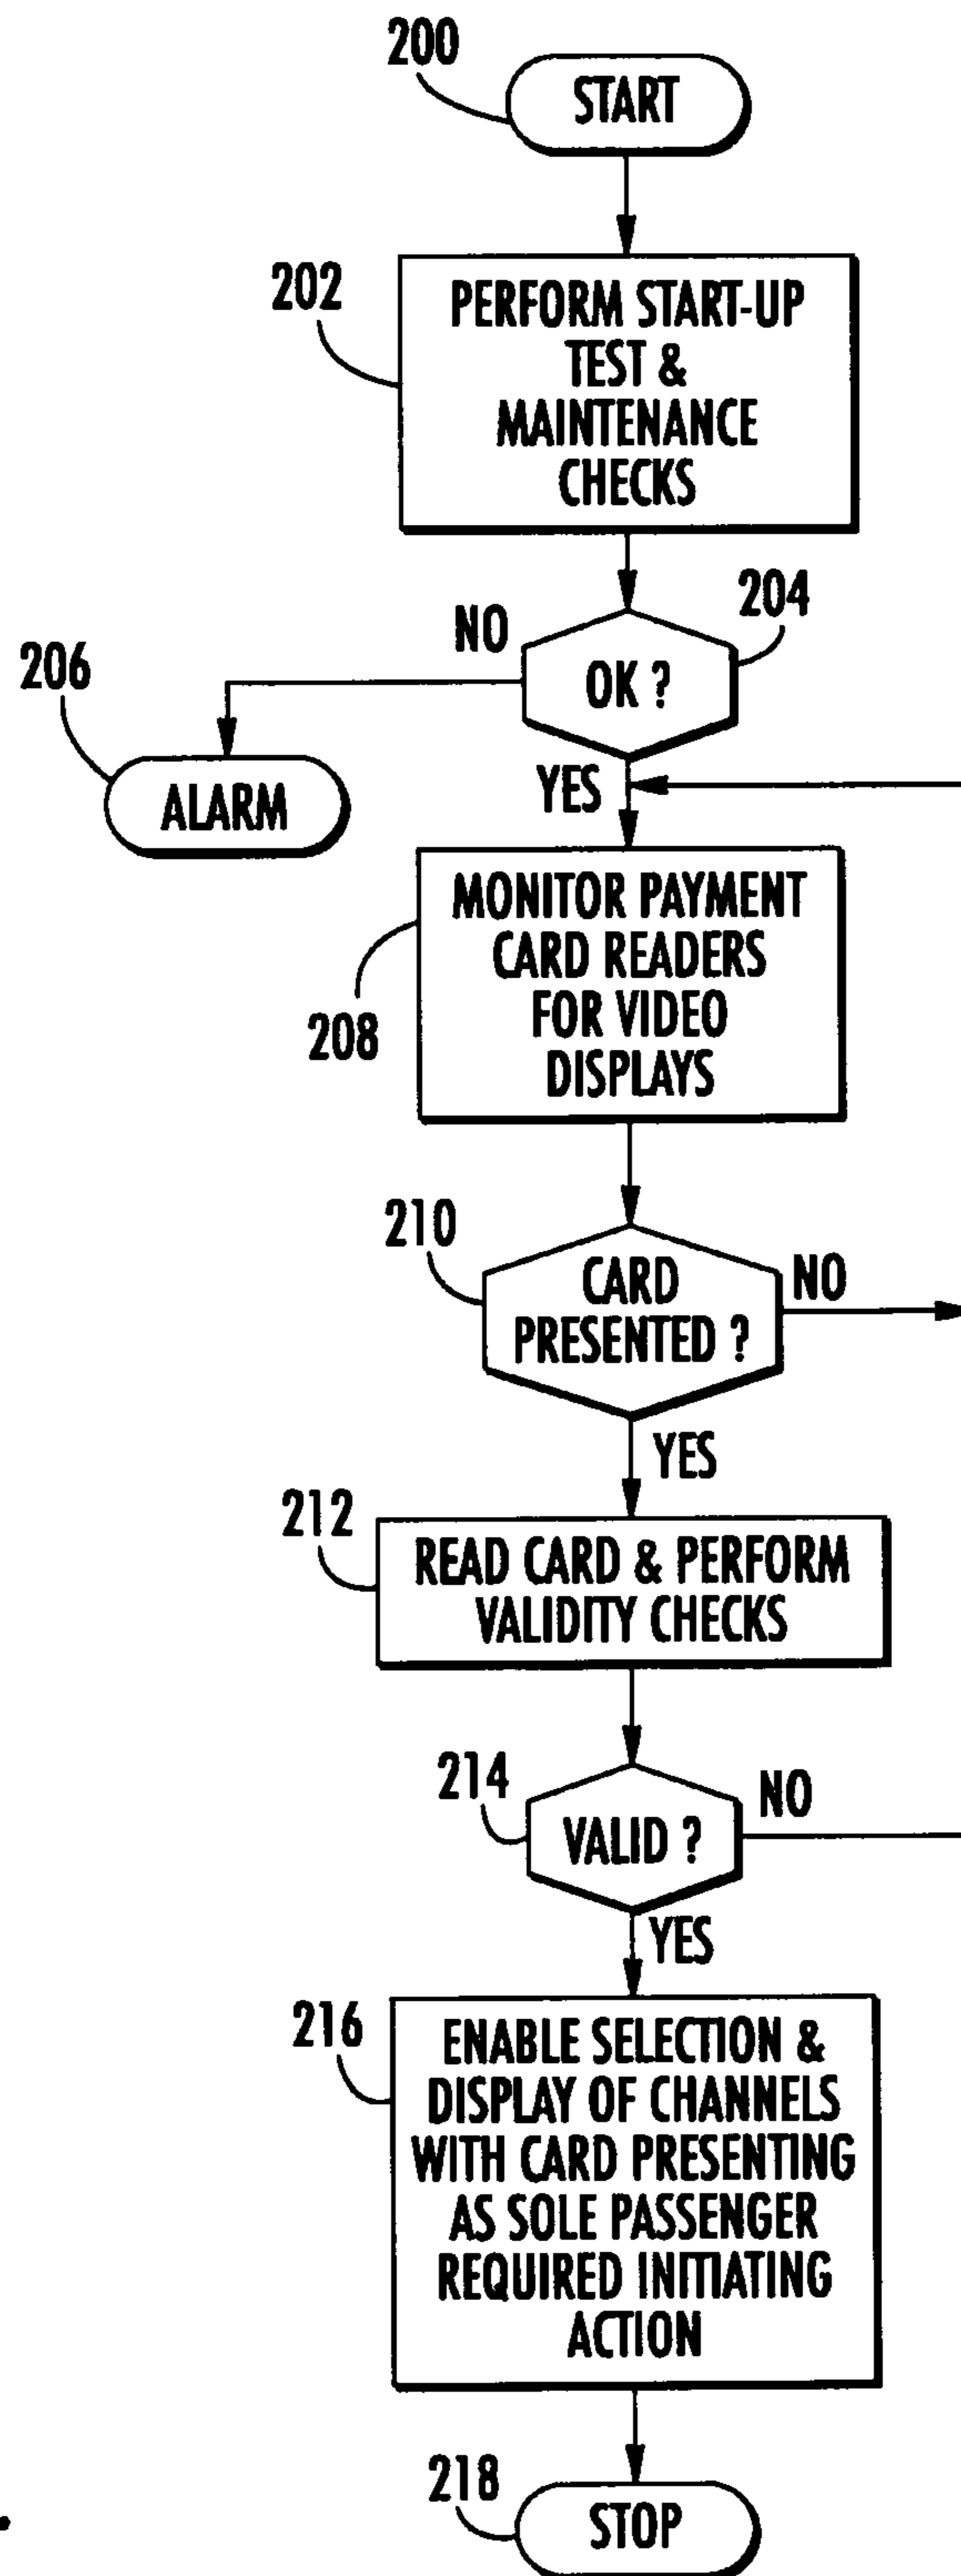 200
START
202
PERFORM START-UP
TEST &
MAINTENANCE
CHECKS
204
NO
OK ?
206
ALARM
YES
MONITOR PAYMENT
CARD READERS
FOR VIDEO
DISPLAYS
208
210
CARD
PRESENTED ?
NO
YES
212
READ CARD & PERFORM
VALIDITY CHECKS
214
VALID ?
NO
YES
216
ENABLE SELECTION &
DISPLAY OF CHANNELS
WITH CARD PRESENTING
AS SOLE PASSENGER
REQUIRED INITIATING
ACTION
218
STOP